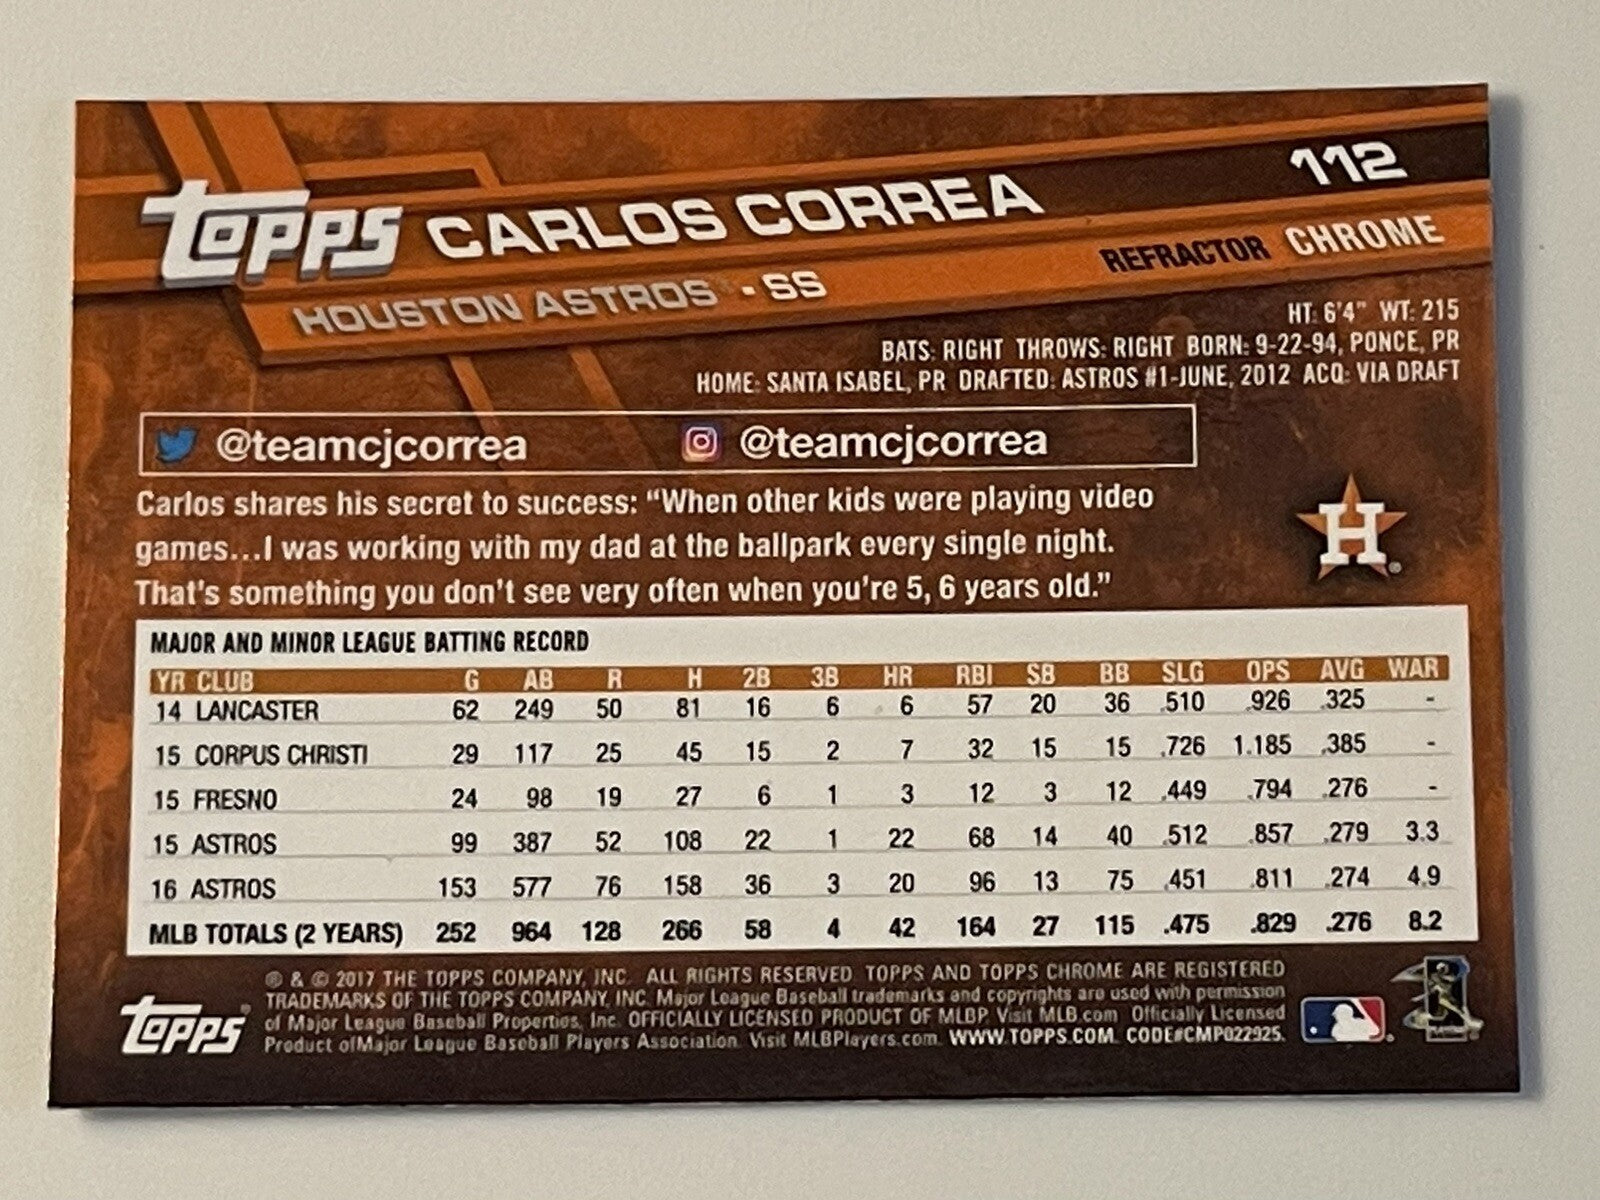 112
TOPPS CARLOS CORREA
REFRACTOR CHROME
HOUSTON ASTROS® - SS
HT: 6'4" WT: 215
BATS: RIGHT THROWS: RIGHT BORN: 9-22-94, PONCE, PR
HOME: SANTA ISABEL, PR DRAFTED: ASTROS #1-JUNE, 2012 ACQ: VIA DRAFT
@teamcjcorrea @teamcjcorrea
Carlos shares his secret to success: “When other kids were playing video
games...I was working with my dad at the ballpark every single night.
That's something you don't see very often when you're 5, 6 years old.”
H®
MAJOR AND MINOR LEAGUE BATTING RECORD
YR CLUB G AB R H 2B 3B HR RBI SB BB SLG OPS AVG WAR
14 LANCASTER 62 249 50 81 16 6 6 57 20 36 .510 .926 .325 -
15 CORPUS CHRISTI 29 117 25 45 15 2 7 32 15 15 .726 1.185 .385 -
15 FRESNO 24 98 19 27 6 1 3 12 3 12 .449 .794 .276 -
15 ASTROS 99 387 52 108 22 1 22 68 14 40 .512 .857 .279 3.3
16 ASTROS 153 577 76 158 36 3 20 96 13 75 .451 .811 .274 4.9
MLB TOTALS (2 YEARS) 252 964 128 266 58 4 42 164 27 115 .475 .829 .276 8.2
TOPPS®
® & © 2017 THE TOPPS COMPANY, INC. ALL RIGHTS RESERVED. TOPPS AND TOPPS CHROME ARE REGISTERED
TRADEMARKS OF THE TOPPS COMPANY, INC. Major League Baseball trademarks and copyrights are used with permission
of Major League Baseball Properties, Inc. OFFICIALLY LICENSED PRODUCT OF MLBP. Visit MLB.com Officially Licensed
Product of Major League Baseball Players Association. Visit MLBPlayers.com. WWW.TOPPS.COM. CODE#CMP022925.